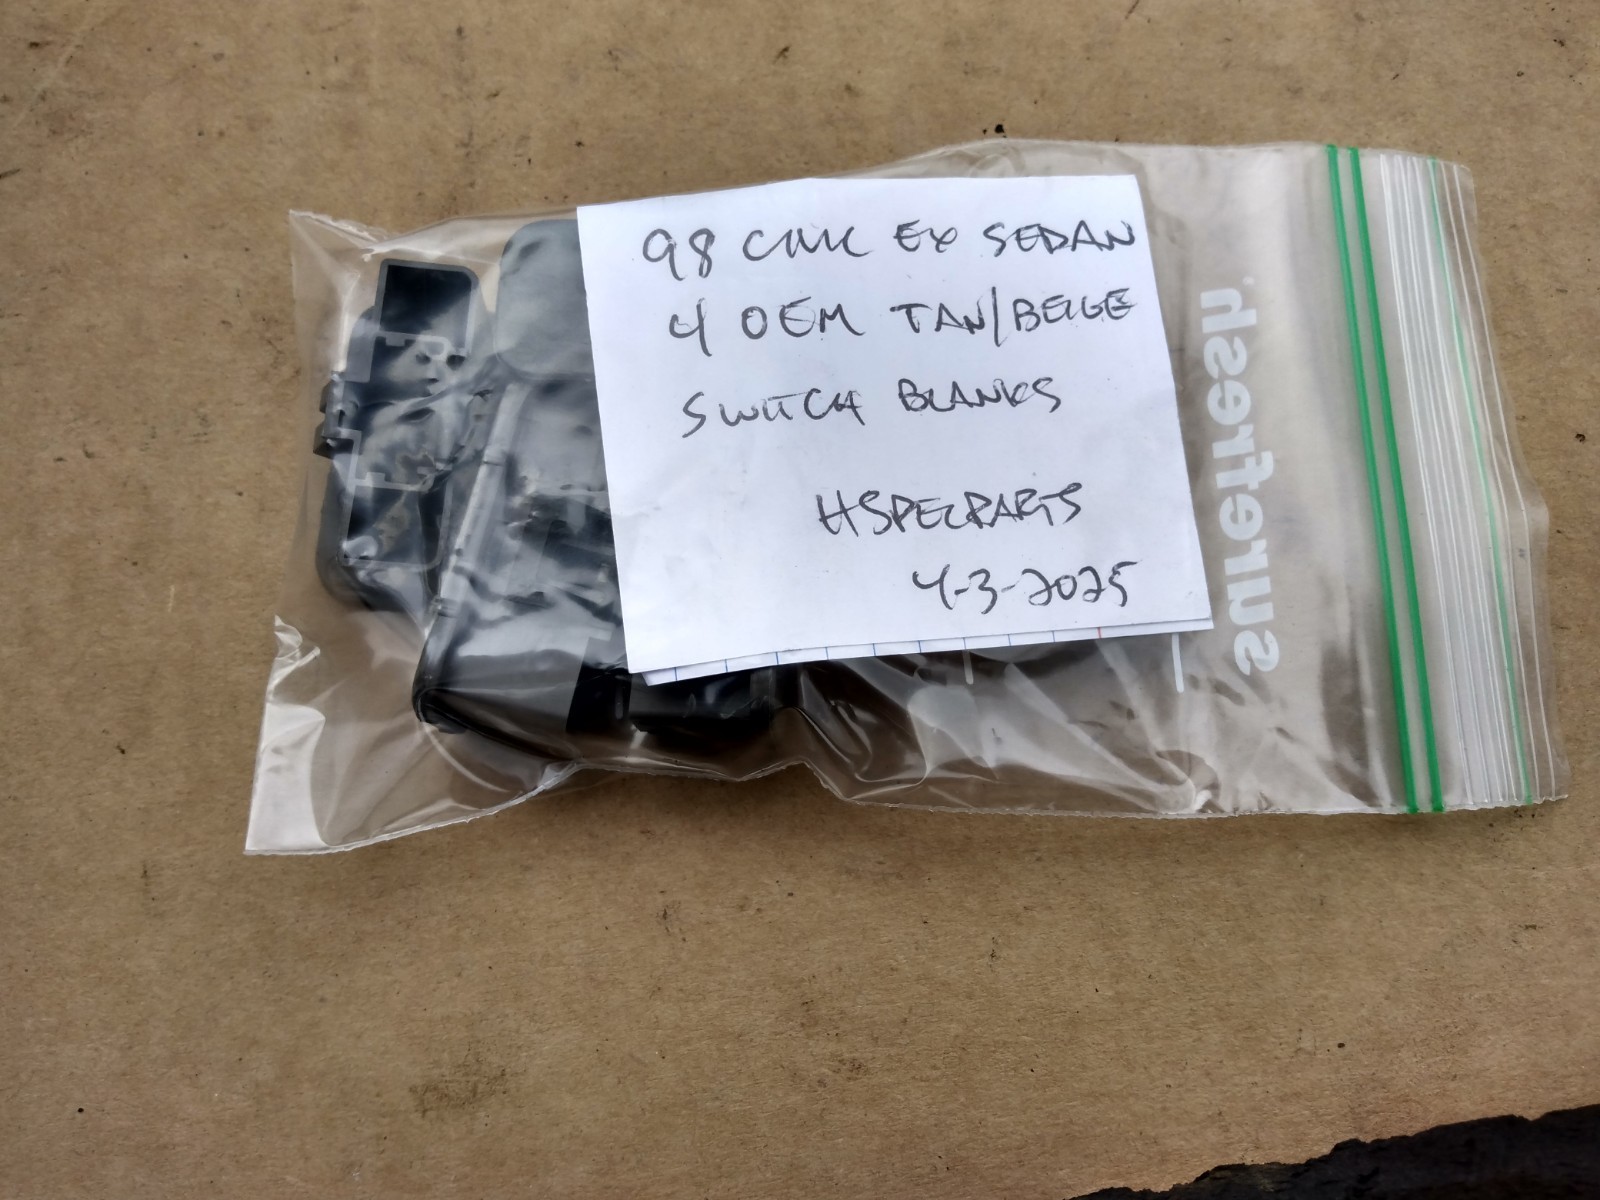 98 CIVIC EX SEDAN
4 OEM TAN/BEIGE
SWITCH BLANKS
HSPECPARTS
4-3-2025
surefresh